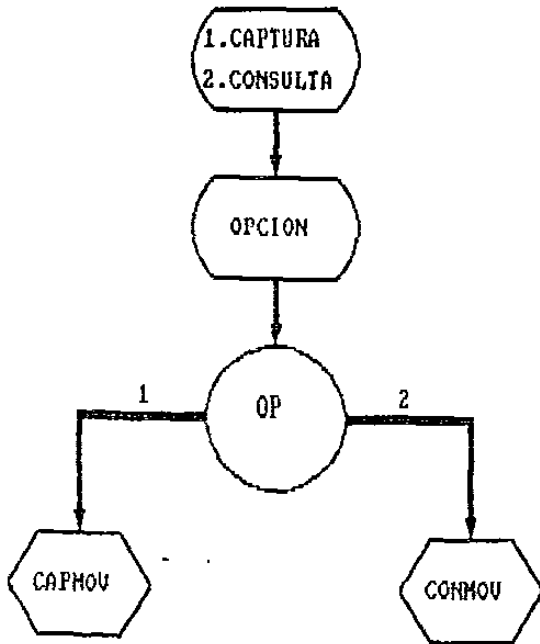 1.CAPTURA
2.CONSULTA
OPCION
OP
1
2
CAPMOV
CONMOV